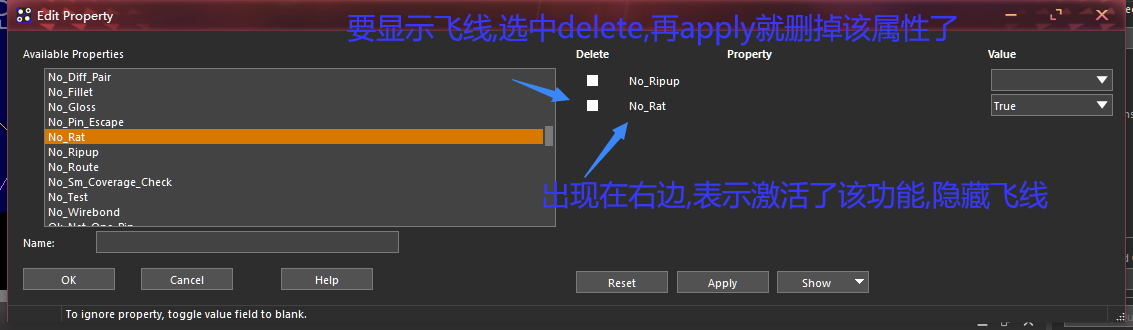 Edit Property
要显示飞线,选中delete,再apply就删掉该属性了
Available Properties
No_Diff_Pair
No_Fillet
No_Gloss
No_Pin_Escape
No_Rat
No_Ripup
No_Route
No_Sm_Coverage_Check
No_Test
No_Wirebond
Name:
OK Cancel Help
Delete Property Value
No_Ripup
No_Rat True
出现在右边,表示激活了该功能,隐藏飞线
Reset Apply Show
To ignore property, toggle value field to blank.